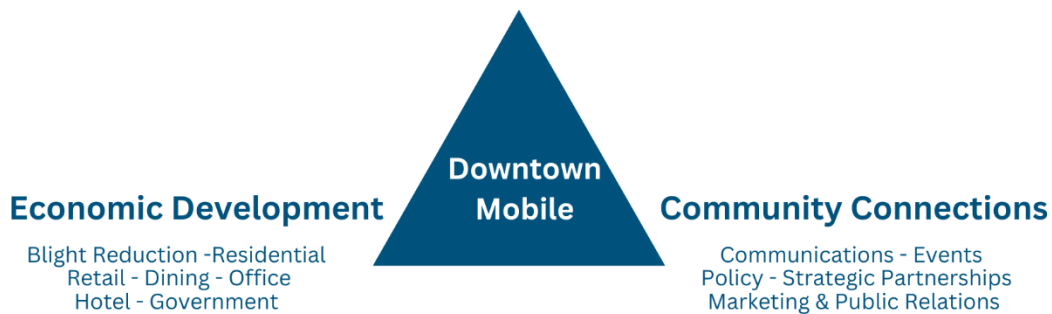 Downtown
Mobile
Economic Development
Blight Reduction -Residential
Retail - Dining - Office
Hotel - Government
Community Connections
Communications - Events
Policy - Strategic Partnerships
Marketing & Public Relations